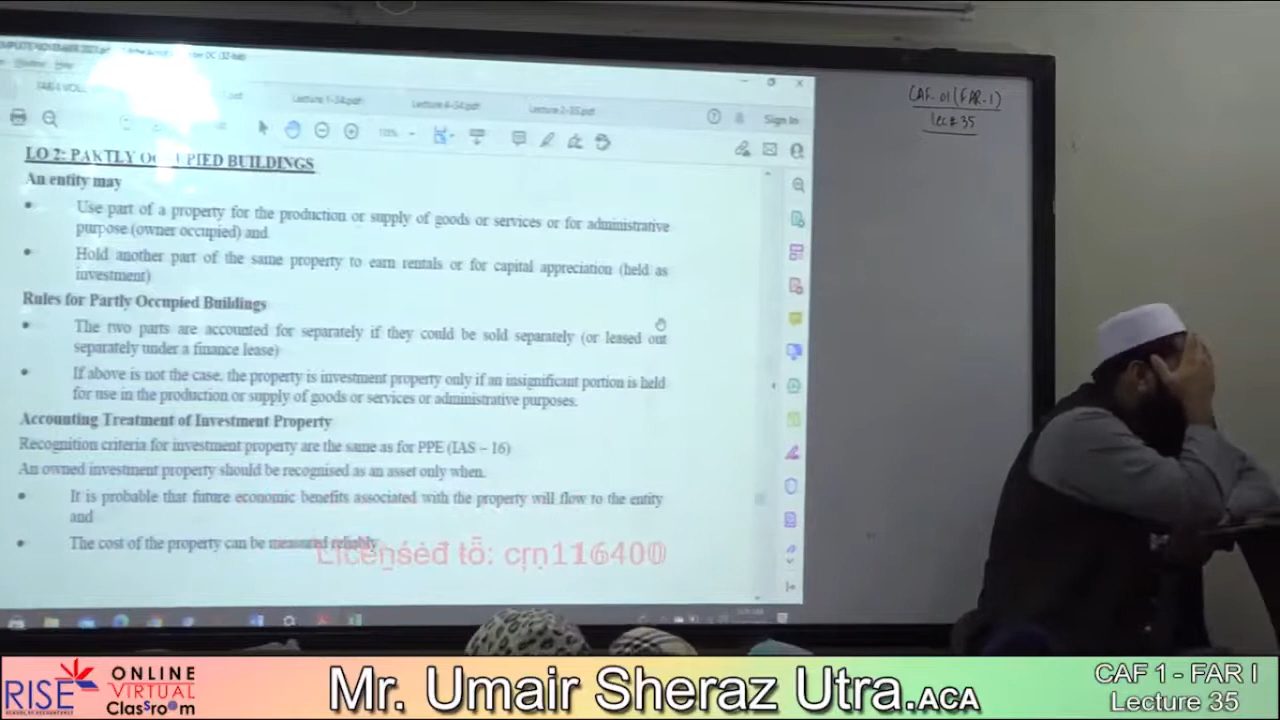 Lecture 1-34.pdf
Lecture 4-34.pdf
Lecture 2-35.pdf
Sign In
CAF-01 (FAR-1)
Lec # 35
LO 2: PARTLY OCCUPIED BUILDINGS
An entity may
Use part of a property for the production or supply of goods or services or for administrative
purpose (owner occupied) and
Hold another part of the same property to earn rentals or for capital appreciation (held as
investment)
Rules for Partly Occupied Buildings
The two parts are accounted for separately if they could be sold separately (or leased out
separately under a finance lease)
If above is not the case, the property is investment property only if an insignificant portion is held
for use in the production or supply of goods or services or administrative purposes.
Accounting Treatment of Investment Property
Recognition criteria for investment property are the same as for PPE (IAS – 16)
An owned investment property should be recognised as an asset only when.
It is probable that future economic benefits associated with the property will flow to the entity
and
The cost of the property can be measured reliably
Licenṡėd ŧȭ: cṛṇ116400
RISE
ONLINE
VIRTUAL
Classroom
Mr. Umair Sheraz Utra.ACA
CAF 1 - FAR I
Lecture 35